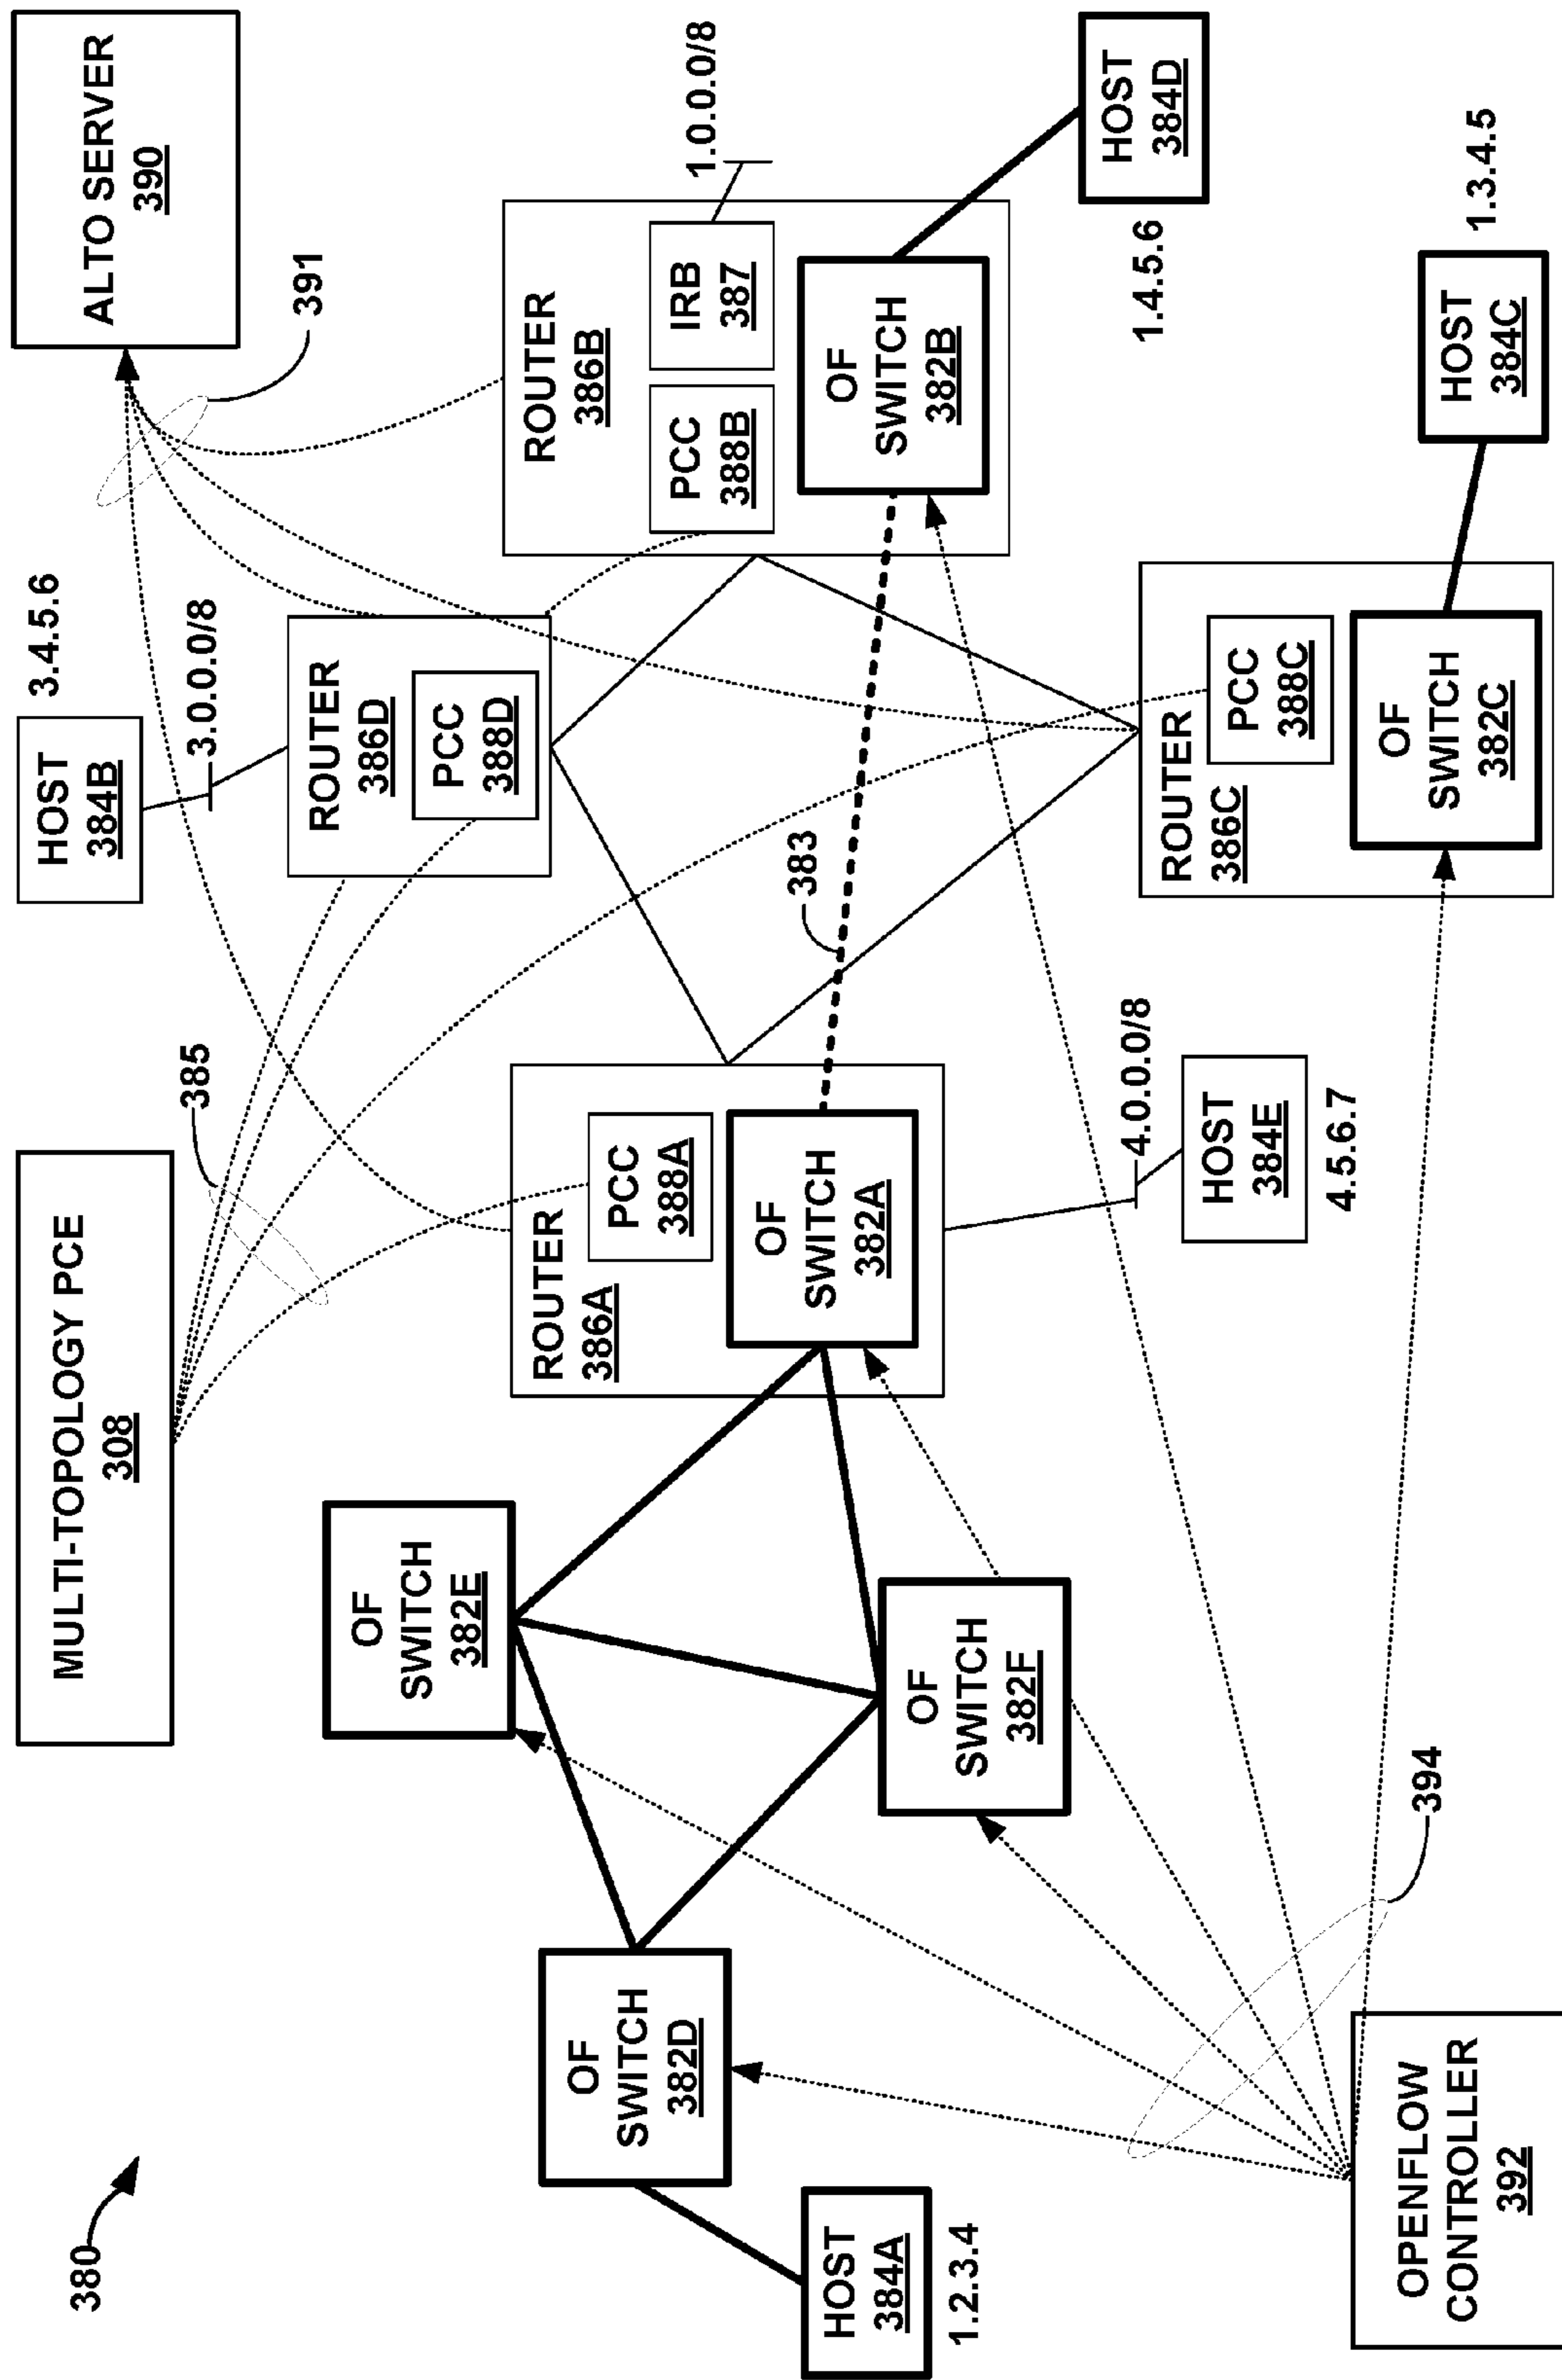 380
MULTI-TOPOLOGY PCE
308
385
HOST
384B
3.4.5.6
3.0.0.0/8
ALTO SERVER
390
391
ROUTER
386D
PCC
388D
OF
SWITCH
382E
ROUTER
386A
PCC
388A
OF
SWITCH
382A
383
ROUTER
386B
PCC
388B
IRB
387
1.0.0.0/8
OF
SWITCH
382B
OF
SWITCH
382D
HOST
384A
1.2.3.4
OF
SWITCH
382F
4.0.0.0/8
HOST
384E
4.5.6.7
HOST
384D
1.4.5.6
ROUTER
386C
PCC
388C
OF
SWITCH
382C
HOST
384C
1.3.4.5
394
OPENFLOW
CONTROLLER
392